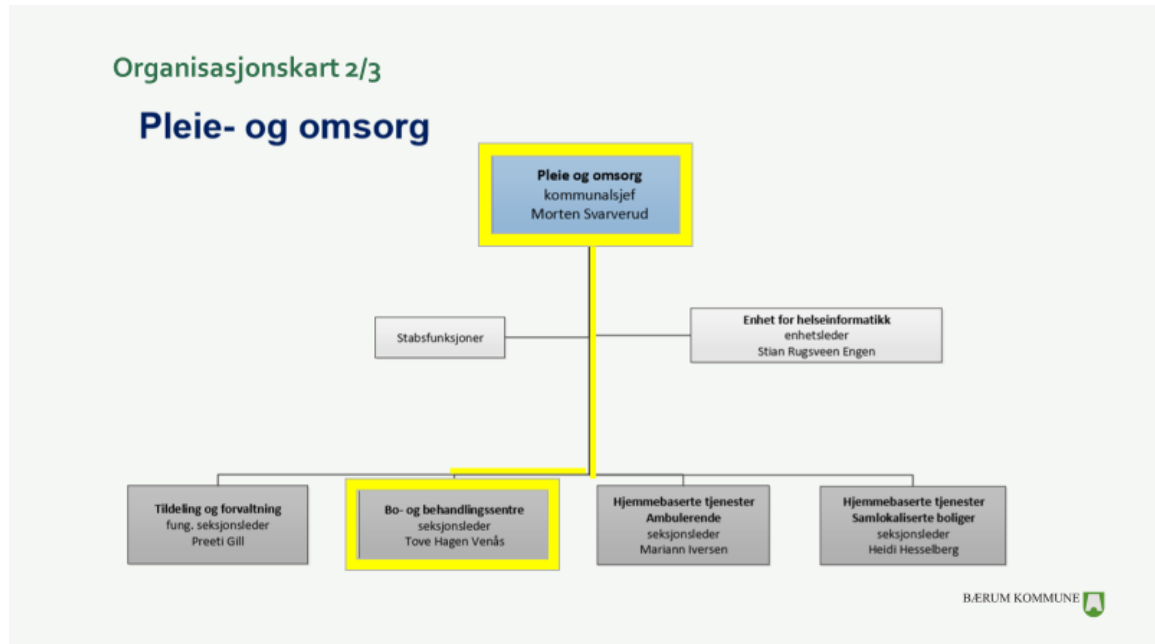 Organisasjonskart 2/3
Pleie- og omsorg
Pleie og omsorg
kommunalsjef
Morten Svarverud
Stabsfunksjoner
Enhet for helseinformatikk
enhetsleder
Stian Rugsveen Engen
Tildeling og forvaltning
fung. seksjonsleder
Preeti Gill
Bo- og behandlingssentre
seksjonsleder
Tove Hagen Venås
Hjemmebaserte tjenester
Ambulerende
seksjonsleder
Mariann Iversen
Hjemmebaserte tjenester
Samlokaliserte boliger
seksjonsleder
Heidi Hesselberg
BÆRUM KOMMUNE